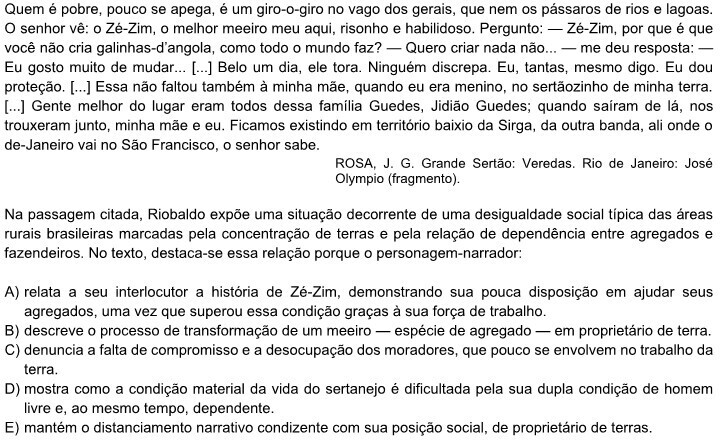 Quem é pobre, pouco se apega, é um giro-o-giro no vago dos gerais, que nem os pássaros de rios e lagoas.
O senhor vê: o Zé-Zim, o melhor meeiro meu aqui, risonho e habilidoso. Pergunto: — Zé-Zim, por que é que
você não cria galinhas-d'angola, como todo o mundo faz? — Quero criar nada não... — me deu resposta: —
Eu gosto muito de mudar... [...] Belo um dia, ele tora. Ninguém discrepa. Eu, tantas, mesmo digo. Eu dou
proteção. [...] Essa não faltou também à minha mãe, quando eu era menino, no sertãozinho de minha terra.
[...] Gente melhor do lugar eram todos dessa família Guedes, Jidião Guedes; quando saíram de lá, nos
trouxeram junto, minha mãe e eu. Ficamos existindo em território baixio da Sirga, da outra banda, ali onde o
de-Janeiro vai no São Francisco, o senhor sabe.
ROSA, J. G. Grande Sertão: Veredas. Rio de Janeiro: José
Olympio (fragmento).
Na passagem citada, Riobaldo expõe uma situação decorrente de uma desigualdade social típica das áreas
rurais brasileiras marcadas pela concentração de terras e pela relação de dependência entre agregados e
fazendeiros. No texto, destaca-se essa relação porque o personagem-narrador:
A) relata a seu interlocutor a história de Zé-Zim, demonstrando sua pouca disposição em ajudar seus
agregados, uma vez que superou essa condição graças à sua força de trabalho.
B) descreve o processo de transformação de um meeiro — espécie de agregado — em proprietário de terra.
C) denuncia a falta de compromisso e a desocupação dos moradores, que pouco se envolvem no trabalho da
terra.
D) mostra como a condição material da vida do sertanejo é dificultada pela sua dupla condição de homem
livre e, ao mesmo tempo, dependente.
E) mantém o distanciamento narrativo condizente com sua posição social, de proprietário de terras.